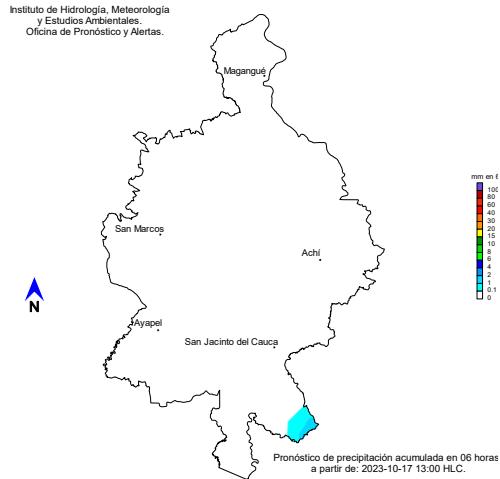 Instituto de Hidrología, Meteorología
y Estudios Ambientales.
Oficina de Pronóstico y Alertas.
Magangué
mm en 6
100
80
60
40
30
20
15
10
8
6
4
2
1
0.1
0
San Marcos
Achí
N
Ayapel
San Jacinto del Cauca
Pronóstico de precipitación acumulada en 06 horas
a partir de: 2023-10-17 13:00 HLC.